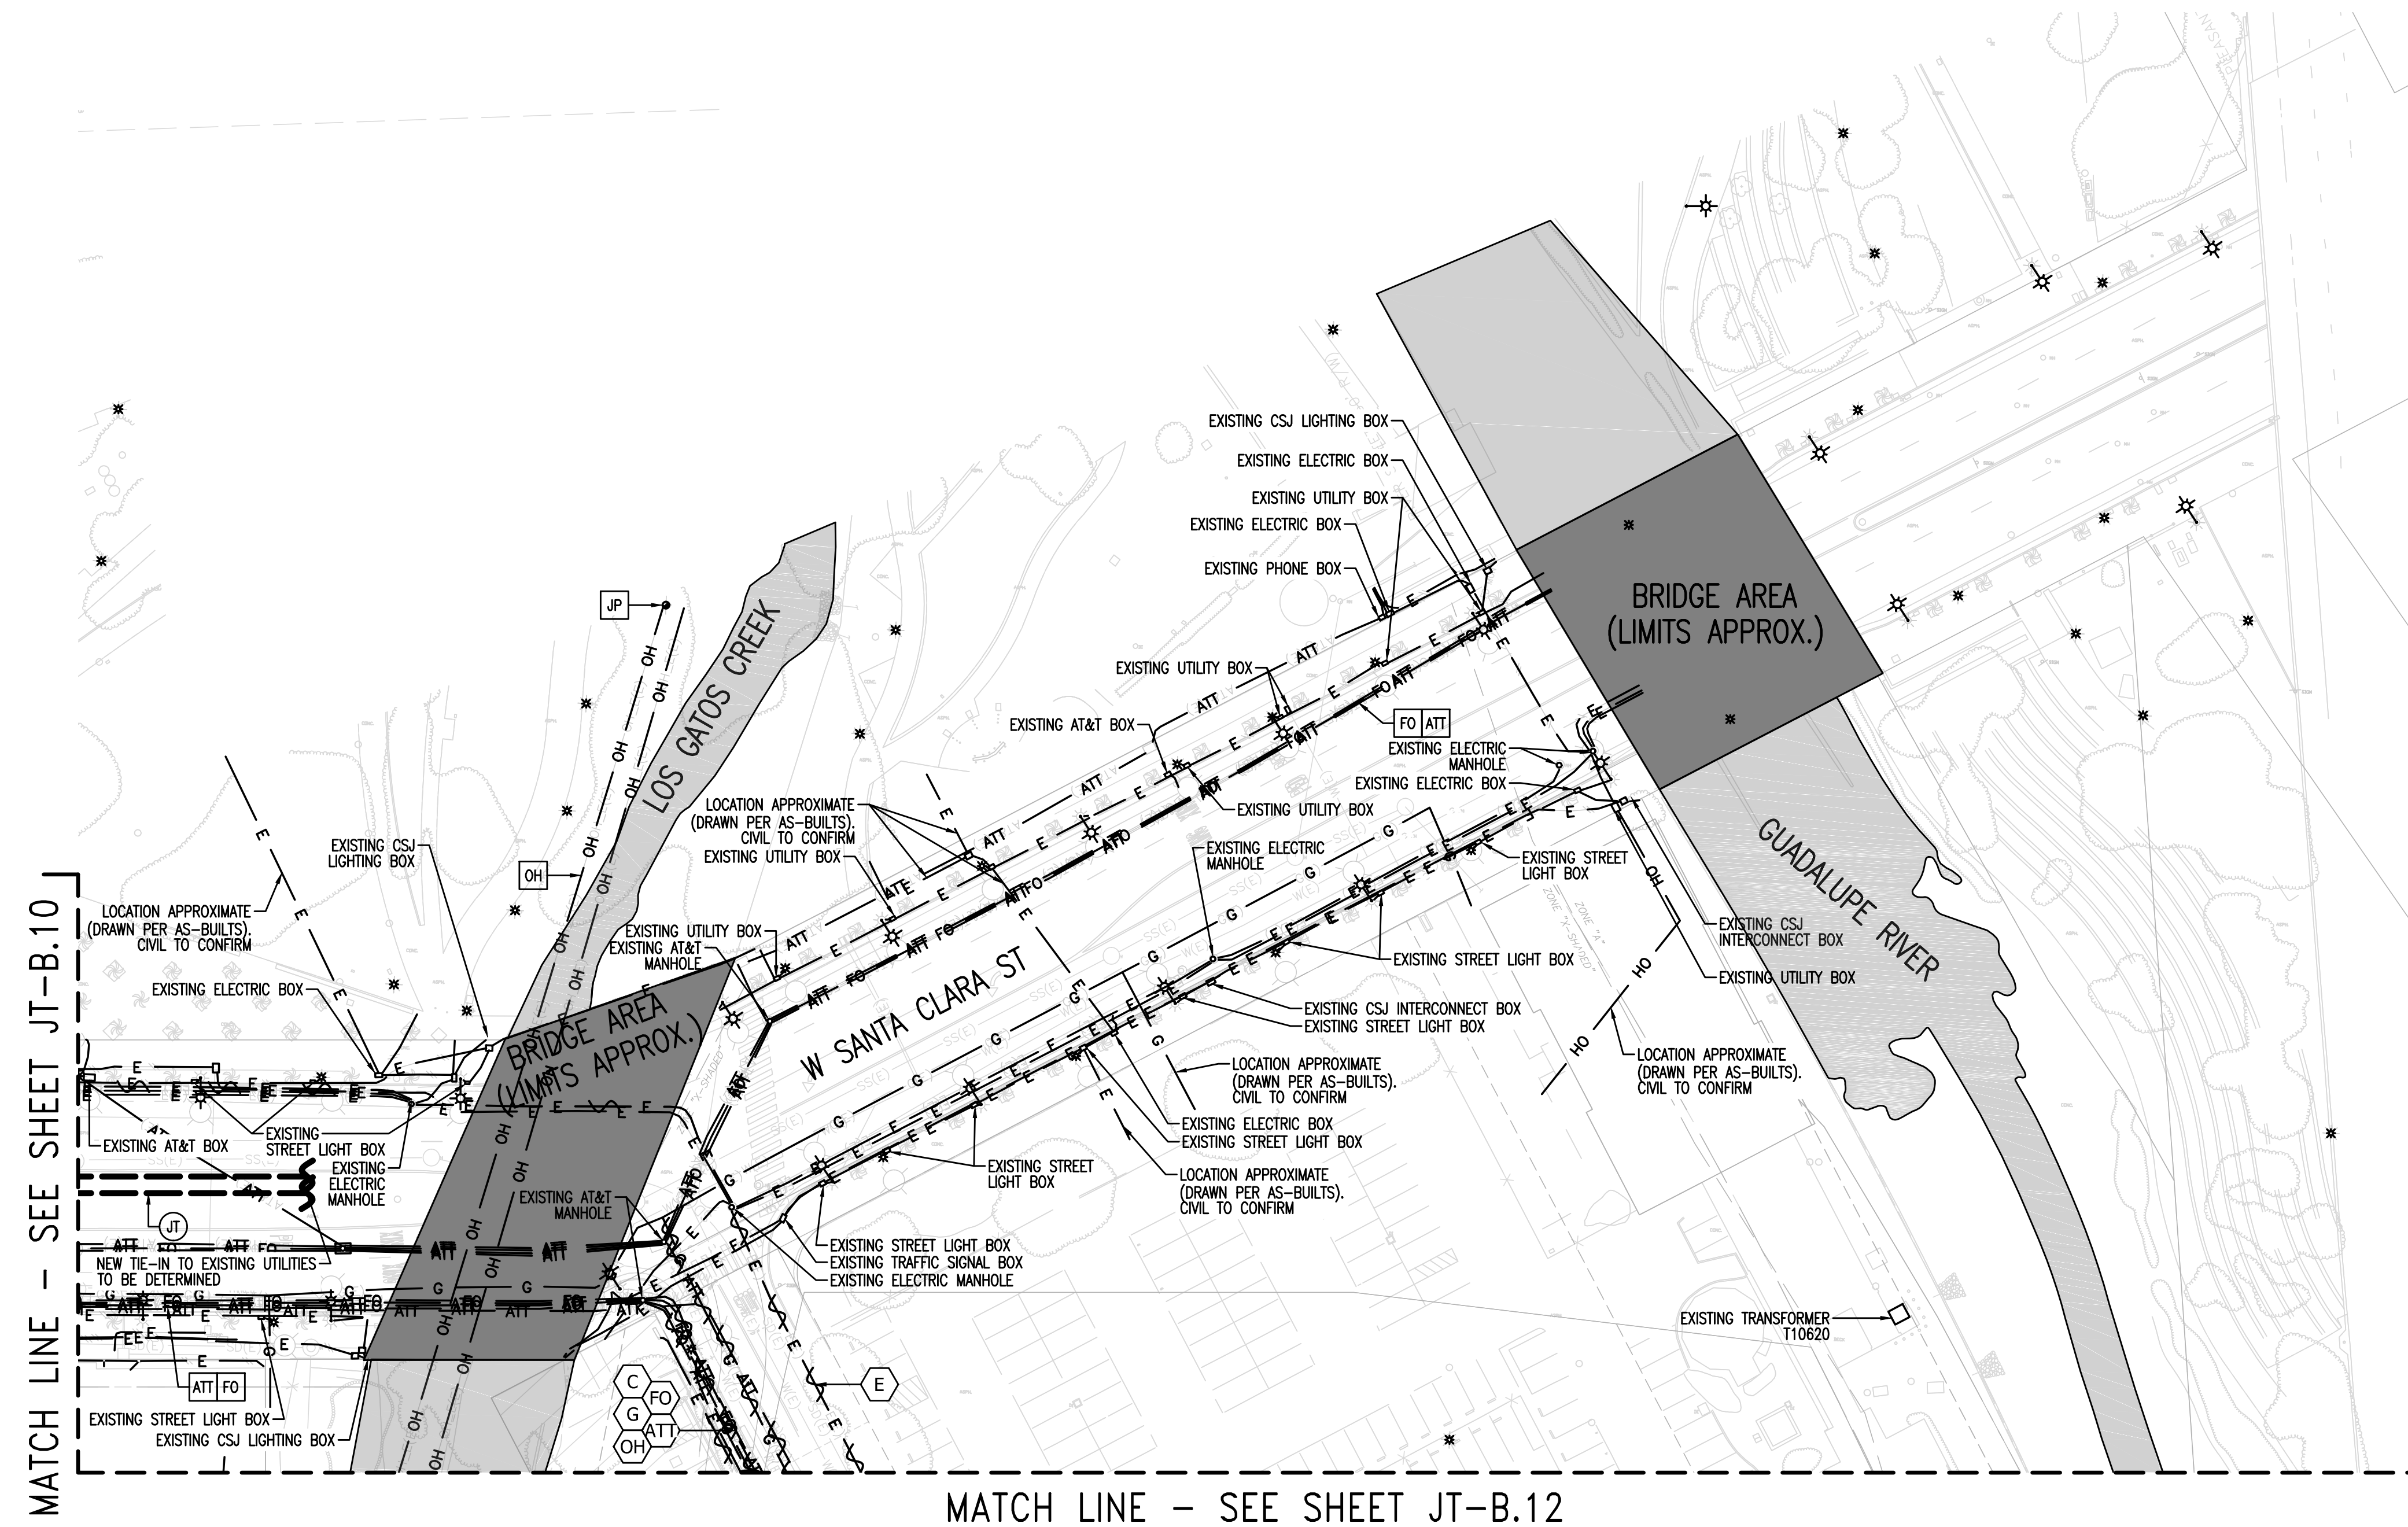 EXISTING CSJ LIGHTING BOX
EXISTING ELECTRIC BOX
EXISTING UTILITY BOX
EXISTING ELECTRIC BOX
EXISTING PHONE BOX
BRIDGE AREA
(LIMITS APPROX.)
JP
EXISTING UTILITY BOX
EXISTING AT&T BOX
FO ATT
EXISTING ELECTRIC
MANHOLE
EXISTING ELECTRIC BOX
EXISTING UTILITY BOX
LOS GATOS CREEK
LOCATION APPROXIMATE
(DRAWN PER AS-BUILTS).
CIVIL TO CONFIRM
EXISTING UTILITY BOX
EXISTING CSJ
LIGHTING BOX
OH
EXISTING ELECTRIC
MANHOLE
EXISTING STREET
LIGHT BOX
GUADALUPE RIVER
LOCATION APPROXIMATE
(DRAWN PER AS-BUILTS).
CIVIL TO CONFIRM
EXISTING UTILITY BOX
EXISTING AT&T
MANHOLE
EXISTING CSJ
INTERCONNECT BOX
EXISTING STREET LIGHT BOX
EXISTING UTILITY BOX
EXISTING ELECTRIC BOX
W SANTA CLARA ST
EXISTING CSJ INTERCONNECT BOX
EXISTING STREET LIGHT BOX
BRIDGE AREA
(LIMITS APPROX.)
LOCATION APPROXIMATE
(DRAWN PER AS-BUILTS).
CIVIL TO CONFIRM
LOCATION APPROXIMATE
(DRAWN PER AS-BUILTS).
CIVIL TO CONFIRM
EXISTING ELECTRIC BOX
EXISTING STREET LIGHT BOX
EXISTING AT&T BOX
EXISTING
STREET LIGHT BOX
EXISTING
ELECTRIC
MANHOLE
EXISTING STREET
LIGHT BOX
LOCATION APPROXIMATE
(DRAWN PER AS-BUILTS).
CIVIL TO CONFIRM
EXISTING AT&T
MANHOLE
JT
EXISTING STREET LIGHT BOX
EXISTING TRAFFIC SIGNAL BOX
EXISTING ELECTRIC MANHOLE
NEW TIE-IN TO EXISTING UTILITIES
TO BE DETERMINED
EXISTING TRANSFORMER
T10620
ATT FO
C
FO
G
ATT
OH
E
EXISTING STREET LIGHT BOX
EXISTING CSJ LIGHTING BOX
ZONE "A"
ZONE "X-SHADED"
MATCH LINE - SEE SHEET JT-B.10
MATCH LINE - SEE SHEET JT-B.12